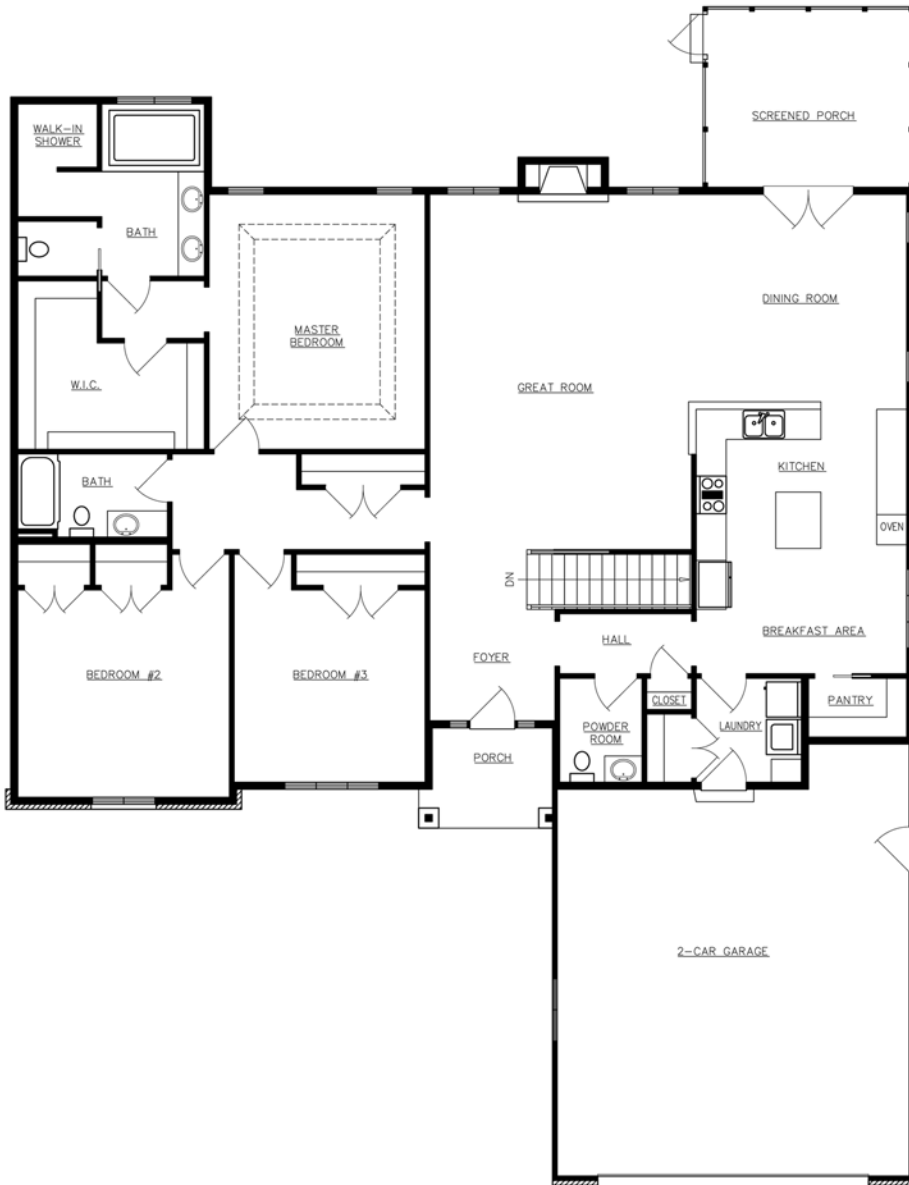 SCREENED PORCH
WALK-IN
SHOWER
BATH
DINING ROOM
MASTER
BEDROOM
W.I.C.
GREAT ROOM
KITCHEN
BATH
OVEN
DN
BREAKFAST AREA
HALL
FOYER
BEDROOM #2
BEDROOM #3
CLOSET
PANTRY
POWDER
ROOM
LAUNDRY
PORCH
2-CAR GARAGE